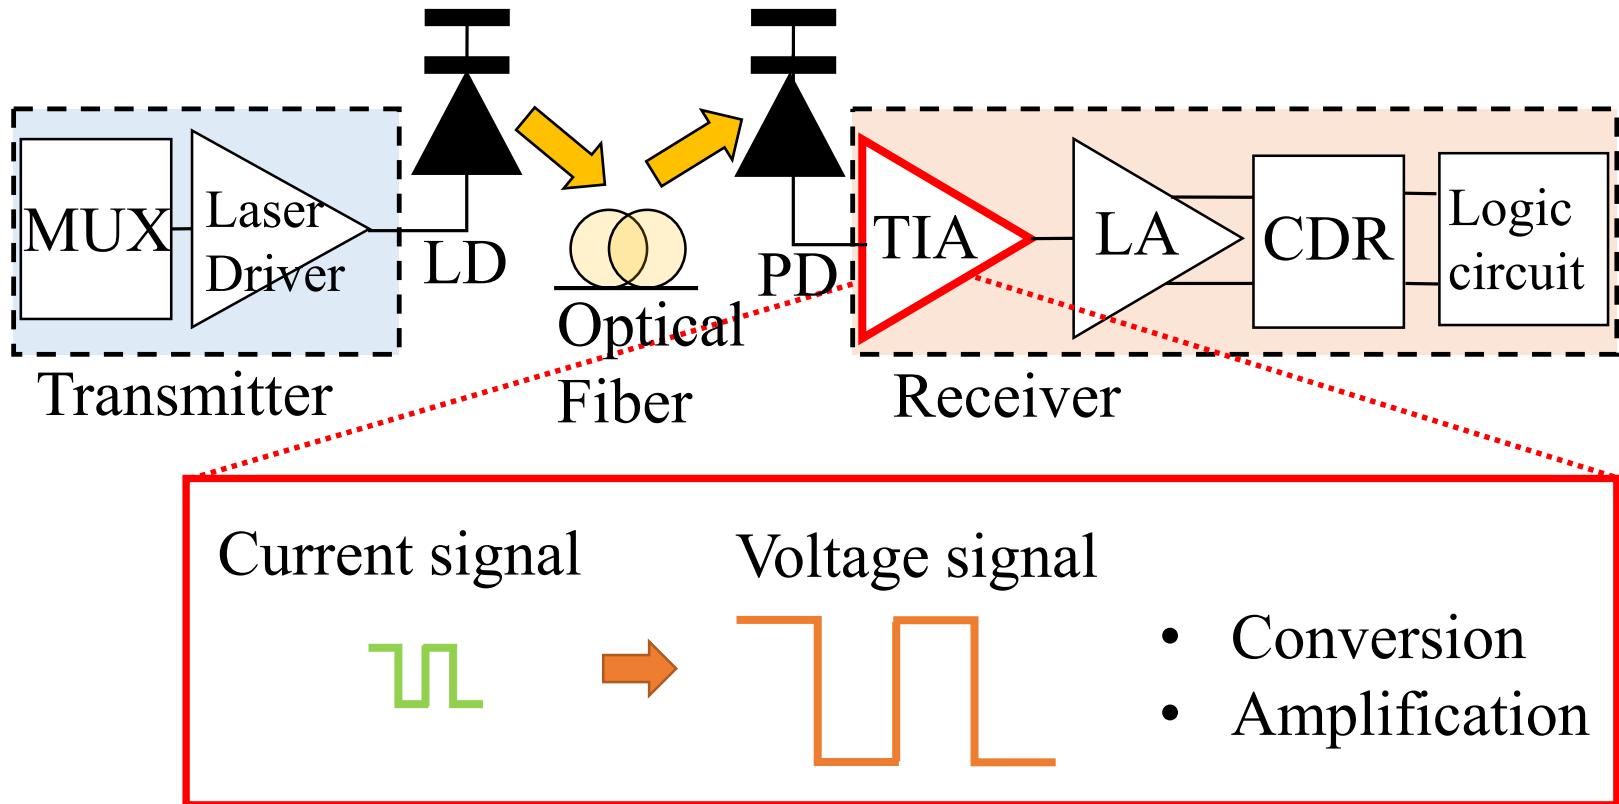 MUX
Laser
Driver
LD
Optical
Fiber
PD
TIA
LA
CDR
Logic
circuit
Transmitter
Receiver
Current signal
Voltage signal
• Conversion
• Amplification